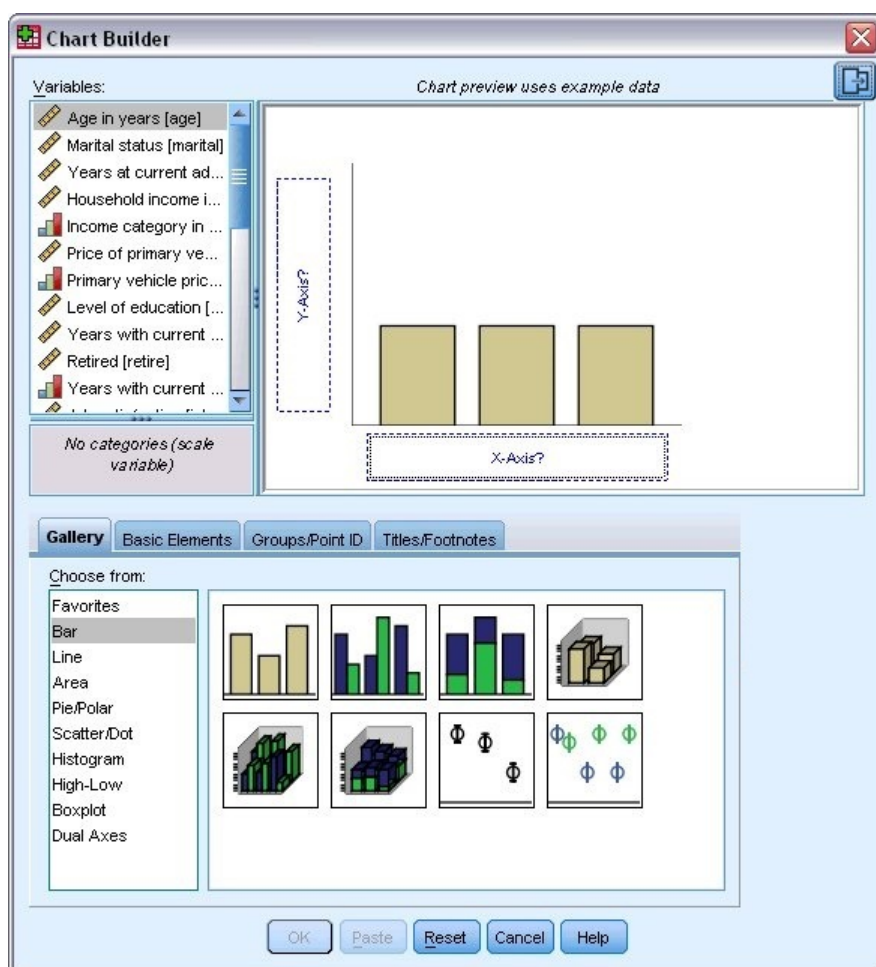 Chart Builder
Variables:
Chart preview uses example data
Age in years [age]
Marital status [marital]
Years at current ad...
Household income i...
Income category in ...
Price of primary ve...
Primary vehicle pric...
Level of education [...
Years with current ...
Retired [retire]
Years with current ...
No categories (scale
variable)
Y-Axis?
X-Axis?
Gallery
Basic Elements
Groups/Point ID
Titles/Footnotes
Choose from:
Favorites
Bar
Line
Area
Pie/Polar
Scatter/Dot
Histogram
High-Low
Boxplot
Dual Axes
OK
Paste
Reset
Cancel
Help